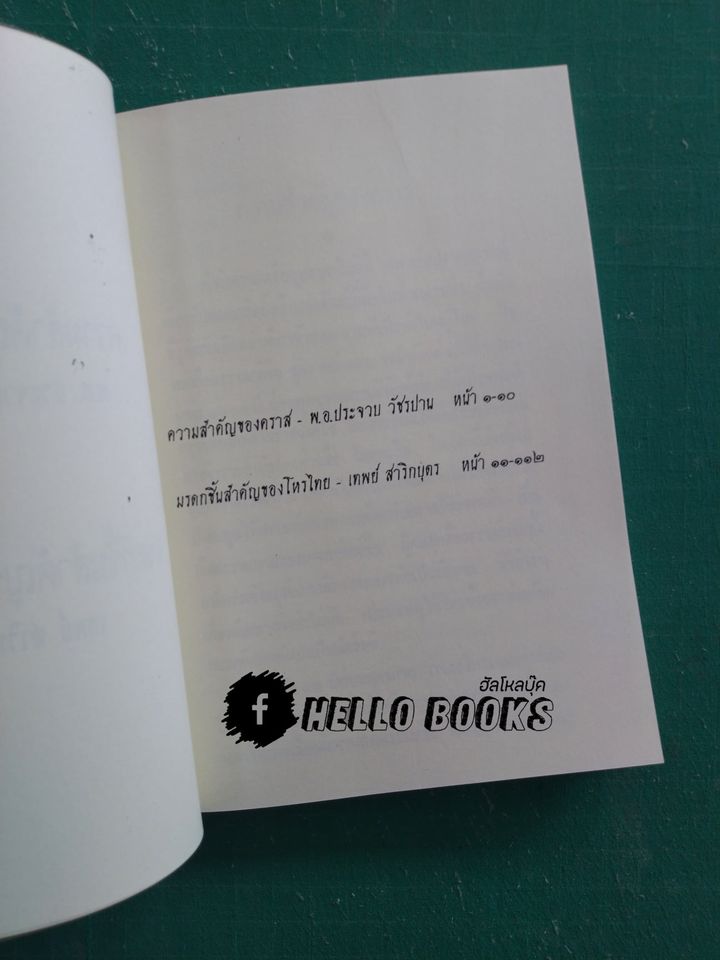 ความสำคัญของคราส - พ.อ.ประจวบ วัชรปาน หน้า ๑-๑๐
มรดกชิ้นสำคัญของโหรไทย - เทพย์ สาริกบุตร หน้า ๑๑-๑๑๒
ฮัลโหลบุ๊ค
f HELLO BOOKS